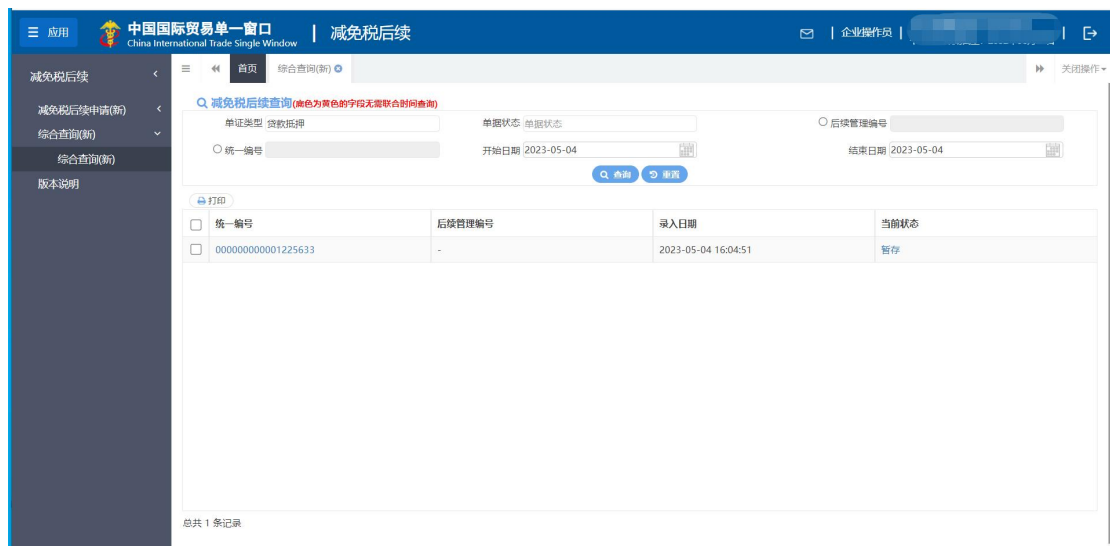 应用
中国国际贸易单一窗口
China International Trade Single Window
减免税后续
企业操作员
减免税后续
首页 综合查询(新) 关闭操作
减免税后续申请(新)
综合查询(新)
综合查询(新)
版本说明
减免税后续查询(底色为黄色的字段无需联合时间查询)
单证类型 贷款抵押 单据状态 单据状态 后续管理编号
统一编号 开始日期 2023-05-04 结束日期 2023-05-04
查询 重置
打印
统一编号 后续管理编号 录入日期 当前状态
000000000001225633 - 2023-05-04 16:04:51 暂存
总共 1 条记录